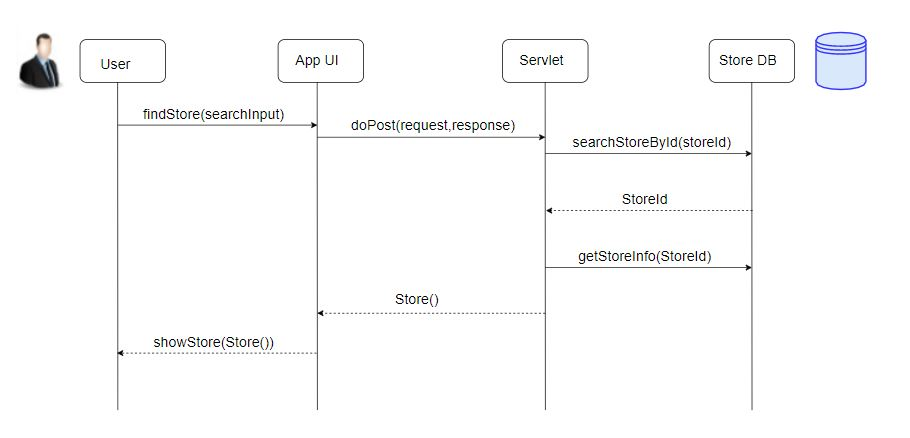 User
App UI
Servlet
Store DB
findStore(searchInput)
doPost(request,response)
searchStoreById(storeId)
StoreId
getStoreInfo(StoreId)
Store()
showStore(Store())